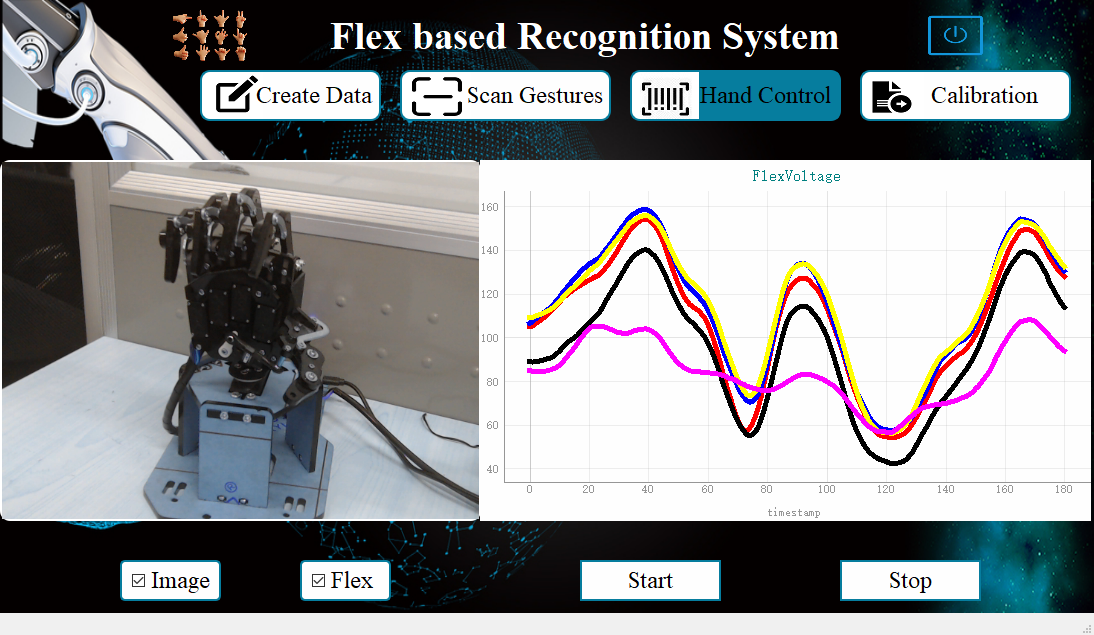 Flex based Recognition System
Create Data
Scan Gestures
Hand Control
Calibration
FlexVoltage
160
140
120
100
80
60
40
0 20 40 60 80 100 120 140 160 180
timestamp
Image
Flex
Start
Stop